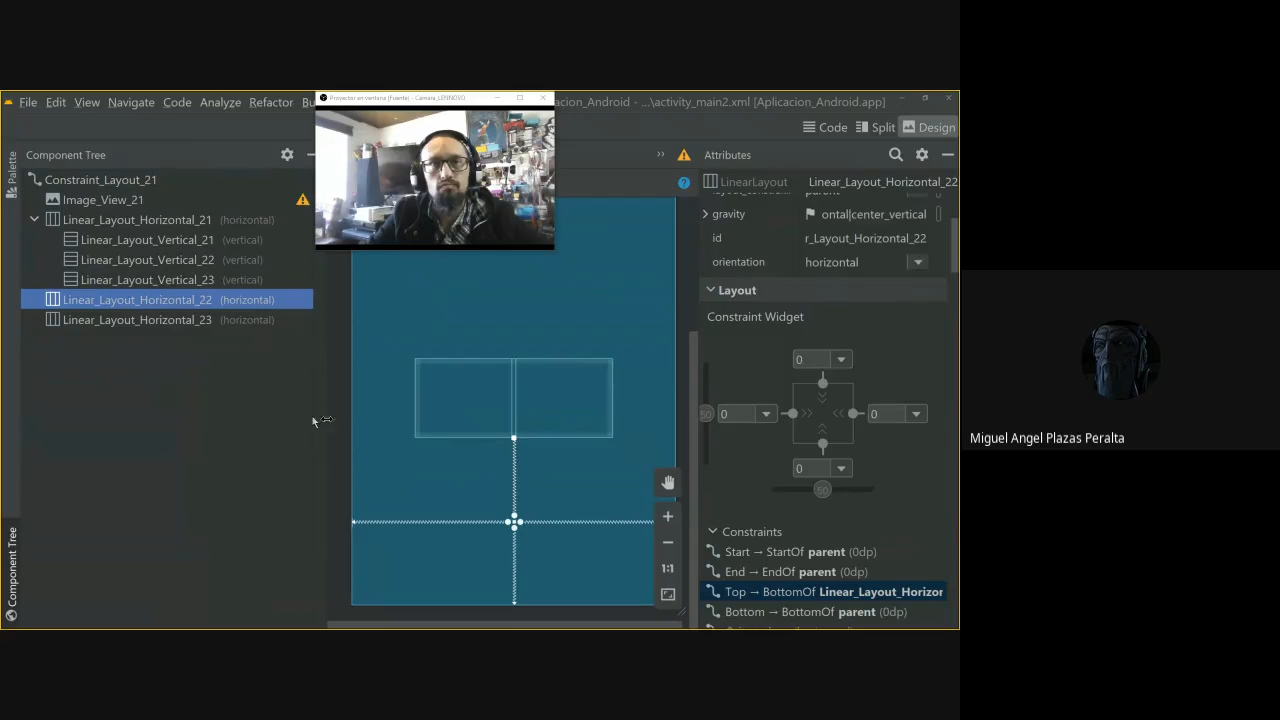 Proyector en ventana (Fuente) - Camara_LENNOVO
File Edit View Navigate Code Analyze Refactor Bu
acion_Android - ...\activity_main2.xml [Aplicacion_Android.app]
Code Split Design
Palette
Component Tree
Attributes
Constraint_Layout_21
LinearLayout Linear_Layout_Horizontal_22
Image_View_21
Linear_Layout_Horizontal_21 (horizontal)
gravity ontal|center_vertical
Linear_Layout_Vertical_21 (vertical)
id r_Layout_Horizontal_22
Linear_Layout_Vertical_22 (vertical)
orientation horizontal
Linear_Layout_Vertical_23 (vertical)
Layout
Linear_Layout_Horizontal_22 (horizontal)
Constraint Widget
Linear_Layout_Horizontal_23 (horizontal)
0
50 0 0
0
50
1:1
Constraints
Start → StartOf parent (0dp)
End → EndOf parent (0dp)
Top → BottomOf Linear_Layout_Horizor
Bottom → BottomOf parent (0dp)
Component Tree
Miguel Angel Plazas Peralta